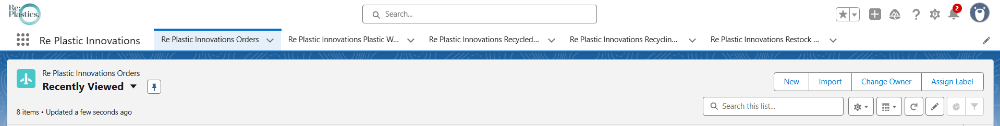 Re:
Plastics.
Search...
2
Re Plastic Innovations
Re Plastic Innovations Orders
Re Plastic Innovations Plastic W...
Re Plastic Innovations Recycled...
Re Plastic Innovations Recyclin...
Re Plastic Innovations Restock ...
Re Plastic Innovations Orders
Recently Viewed
New
Import
Change Owner
Assign Label
8 items • Updated a few seconds ago
Search this list...